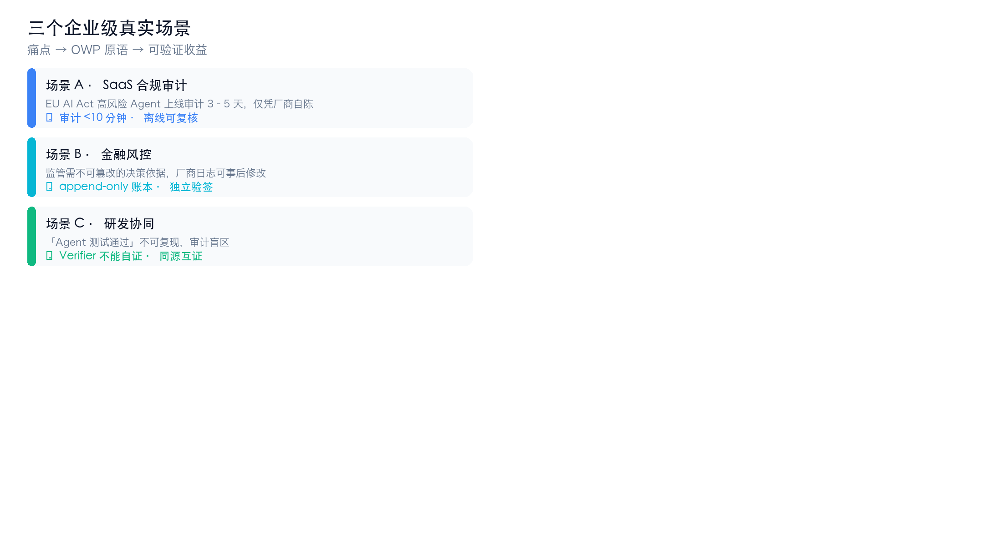 三个企业级真实场景
痛点 → OWP 原语 → 可验证收益
场景 A · SaaS 合规审计
EU AI Act 高风险 Agent 上线审计 3 - 5 天，仅凭厂商自陈
审计 <10 分钟 · 离线可复核
场景 B · 金融风控
监管需不可篡改的决策依据，厂商日志可事后修改
append-only 账本 · 独立验签
场景 C · 研发协同
「Agent 测试通过」不可复现，审计盲区
Verifier 不能自证 · 同源互证